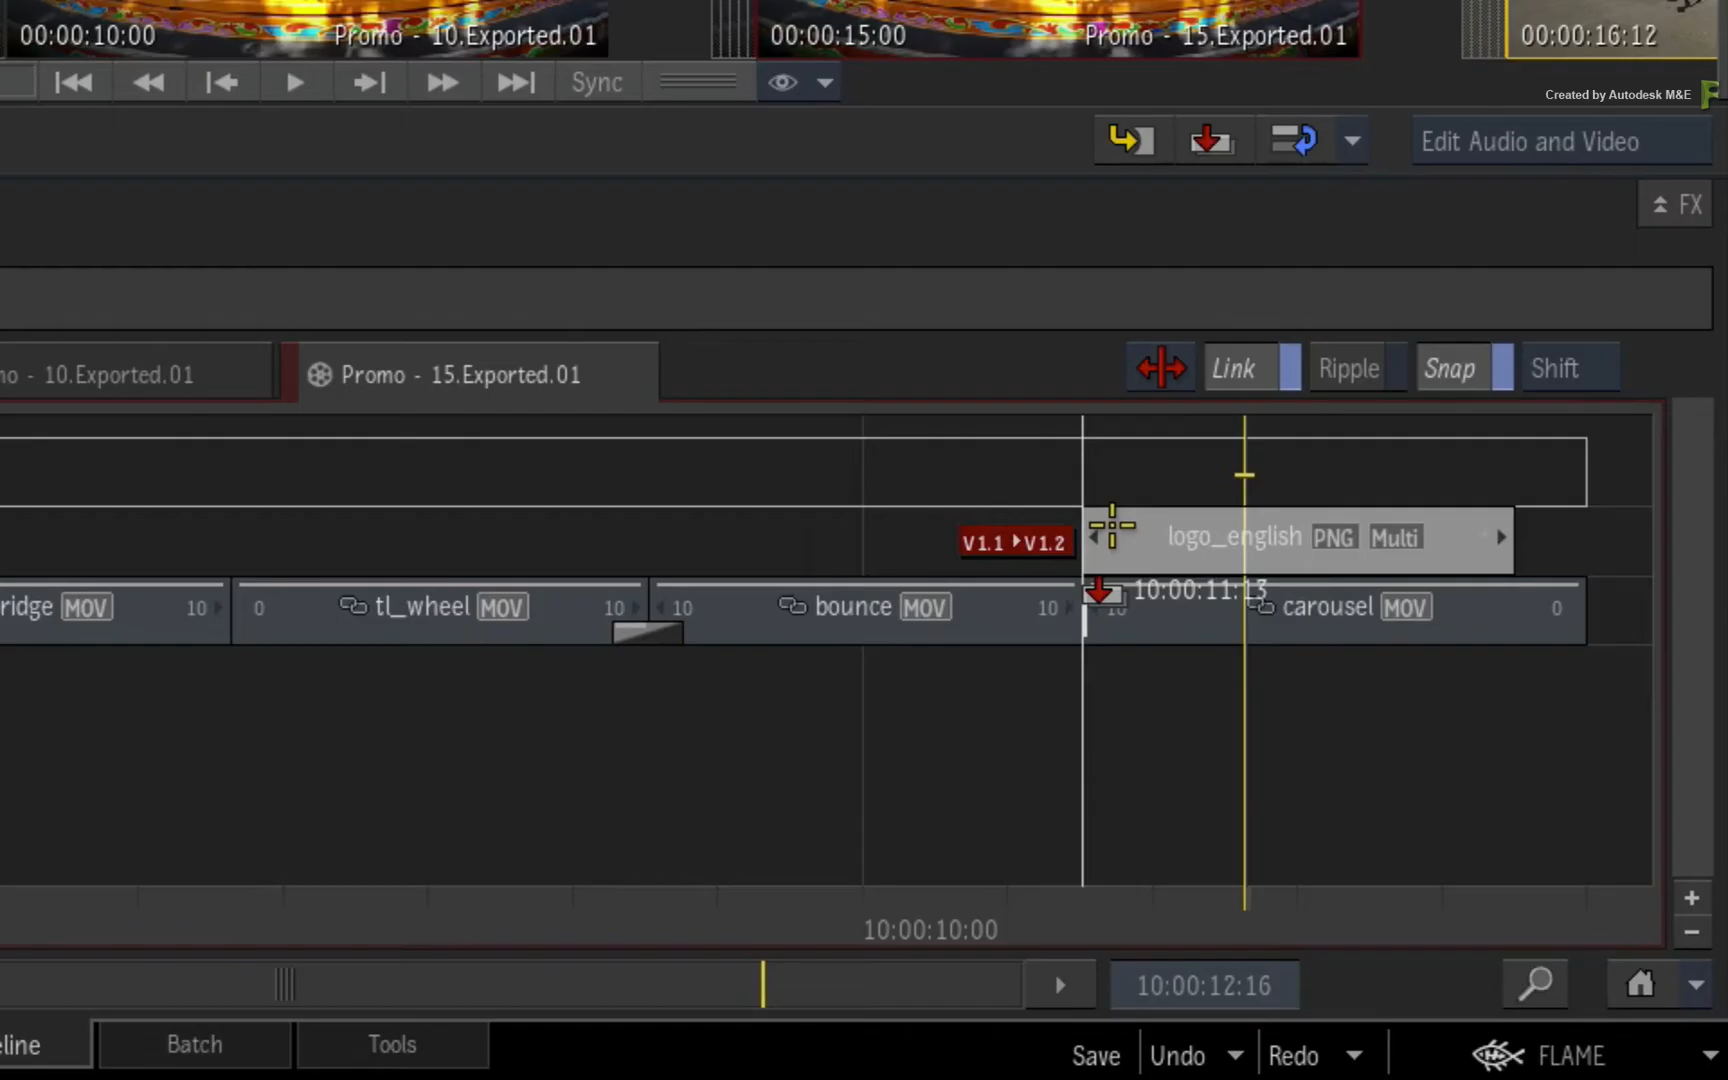 00:00:10:00 Promo - 10.Exported.01 00:00:15:00 Promo - 15.Exported.01 00:00:16:12
Sync
Created by Autodesk M&E
Edit Audio and Video
FX
no - 10.Exported.01 Promo - 15.Exported.01 Link Ripple Snap Shift
V1.1 V1.2 logo_english PNG Multi
10:00:11:13
ridge MOV 10 0 tl_wheel MOV 10 10 bounce MOV 10 10 carousel MOV 0
10:00:10:00
+
−
10:00:12:16
eline Batch Tools Save Undo Redo FLAME